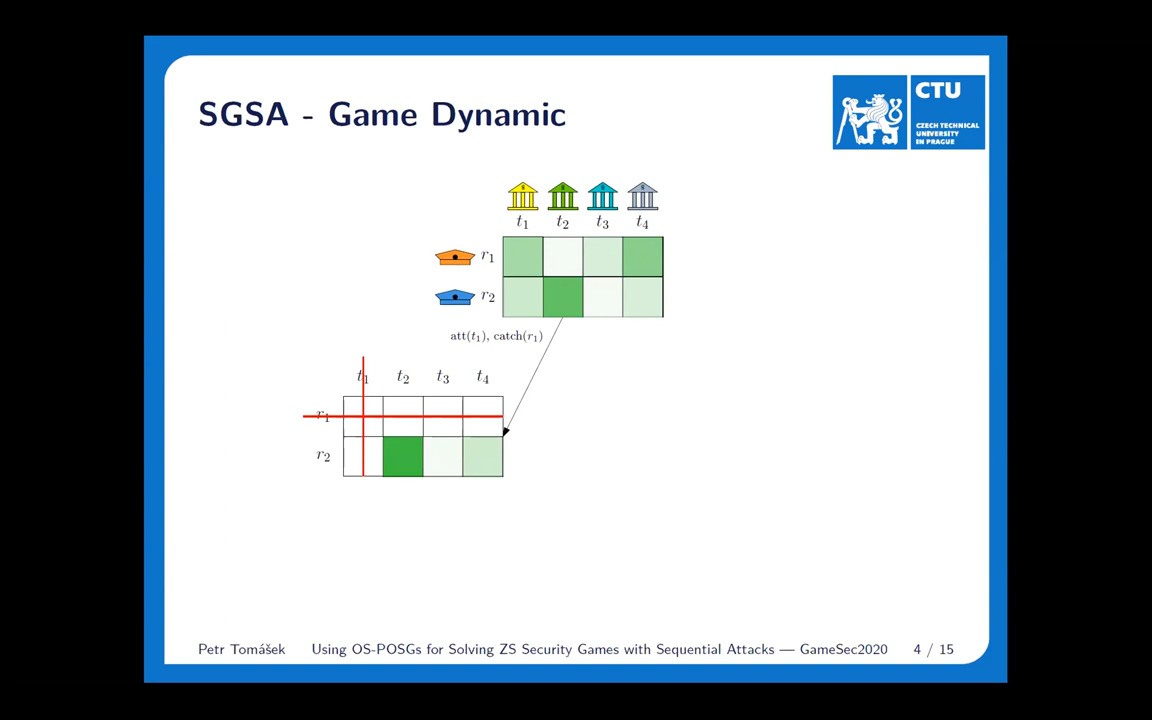 SGSA - Game Dynamic
CTU
CZECH TECHNICAL
UNIVERSITY
IN PRAGUE
t1 t2 t3 t4
r1
r2
att(t1), catch(r1)
t1 t2 t3 t4
r1
r2
Petr Tomášek Using OS-POSGs for Solving ZS Security Games with Sequential Attacks — GameSec2020 4 / 15